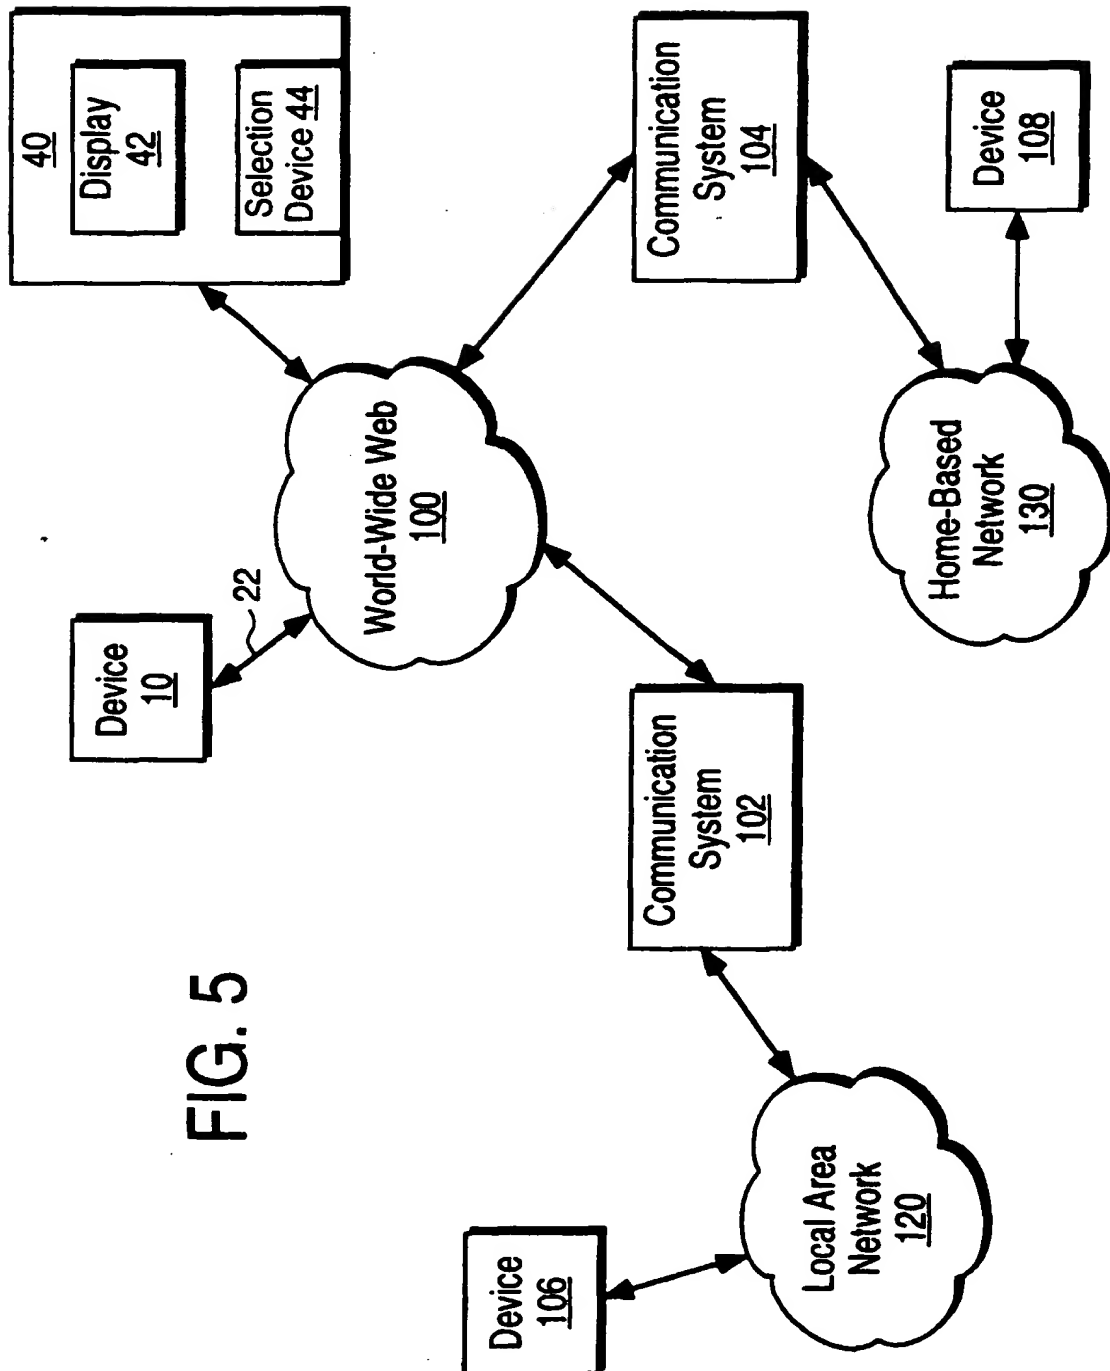 40
Display
42
Selection
Device 44
Device
10
22
World-Wide Web
100
Communication
System
104
Device
108
Home-Based
Network
130
Communication
System
102
Local Area
Network
120
Device
106
FIG. 5